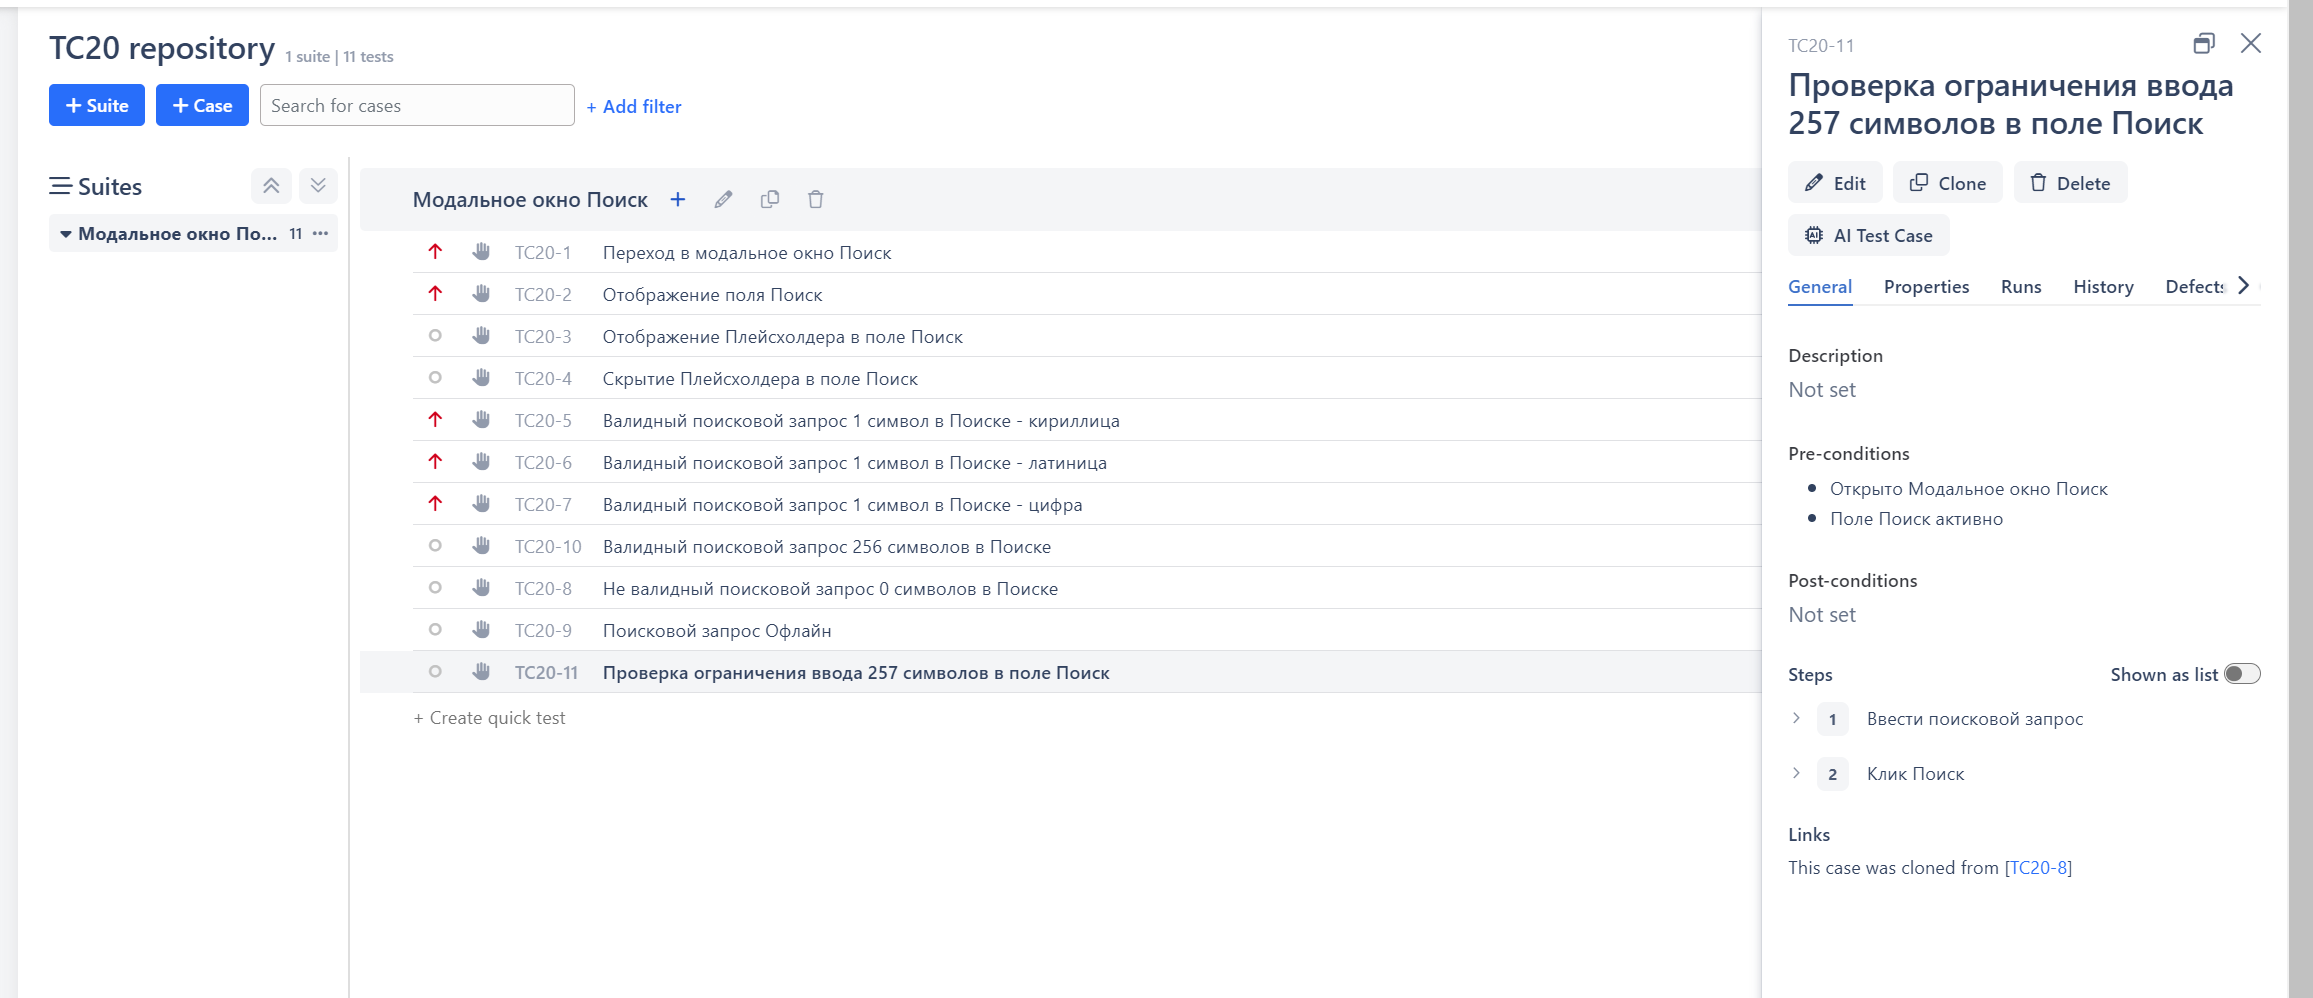 TC20 repository 1 suite | 11 tests
+ Suite
+ Case
Search for cases
+ Add filter
Suites
Модальное окно По... 11 ...
Модальное окно Поиск
TC20-1 Переход в модальное окно Поиск
TC20-2 Отображение поля Поиск
TC20-3 Отображение Плейсхолдера в поле Поиск
TC20-4 Скрытие Плейсхолдера в поле Поиск
TC20-5 Валидный поисковой запрос 1 символ в Поиске - кириллица
TC20-6 Валидный поисковой запрос 1 символ в Поиске - латиница
TC20-7 Валидный поисковой запрос 1 символ в Поиске - цифра
TC20-10 Валидный поисковой запрос 256 символов в Поиске
TC20-8 Не валидный поисковой запрос 0 символов в Поиске
TC20-9 Поисковой запрос Офлайн
TC20-11 Проверка ограничения ввода 257 символов в поле Поиск
+ Create quick test
TC20-11
Проверка ограничения ввода
257 символов в поле Поиск
Edit
Clone
Delete
AI Test Case
General Properties Runs History Defects
Description
Not set
Pre-conditions
• Открыто Модальное окно Поиск
• Поле Поиск активно
Post-conditions
Not set
Steps Shown as list
1 Ввести поисковой запрос
2 Клик Поиск
Links
This case was cloned from [TC20-8]